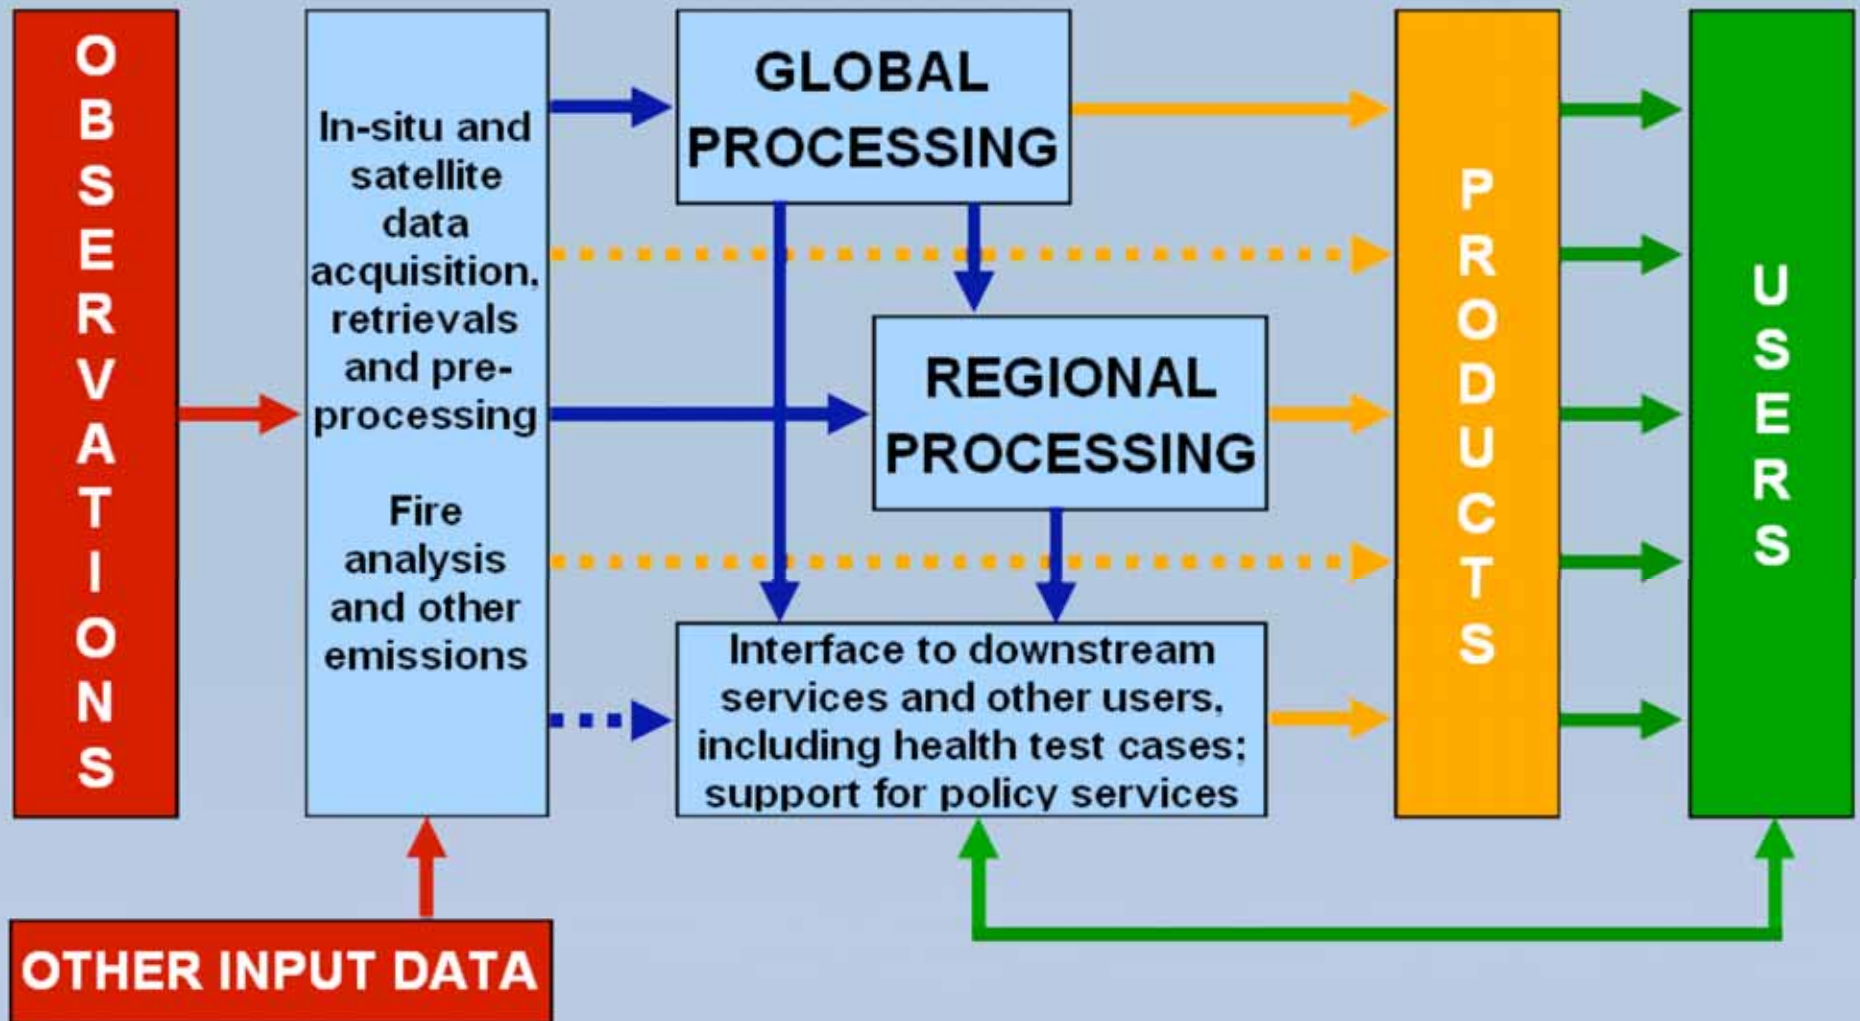 OBSERVATIONS
In-situ and
satellite
data
acquisition,
retrievals
and pre-
processing
Fire
analysis
and other
emissions
GLOBAL
PROCESSING
REGIONAL
PROCESSING
Interface to downstream
services and other users,
including health test cases;
support for policy services
PRODUCTS
USERS
OTHER INPUT DATA